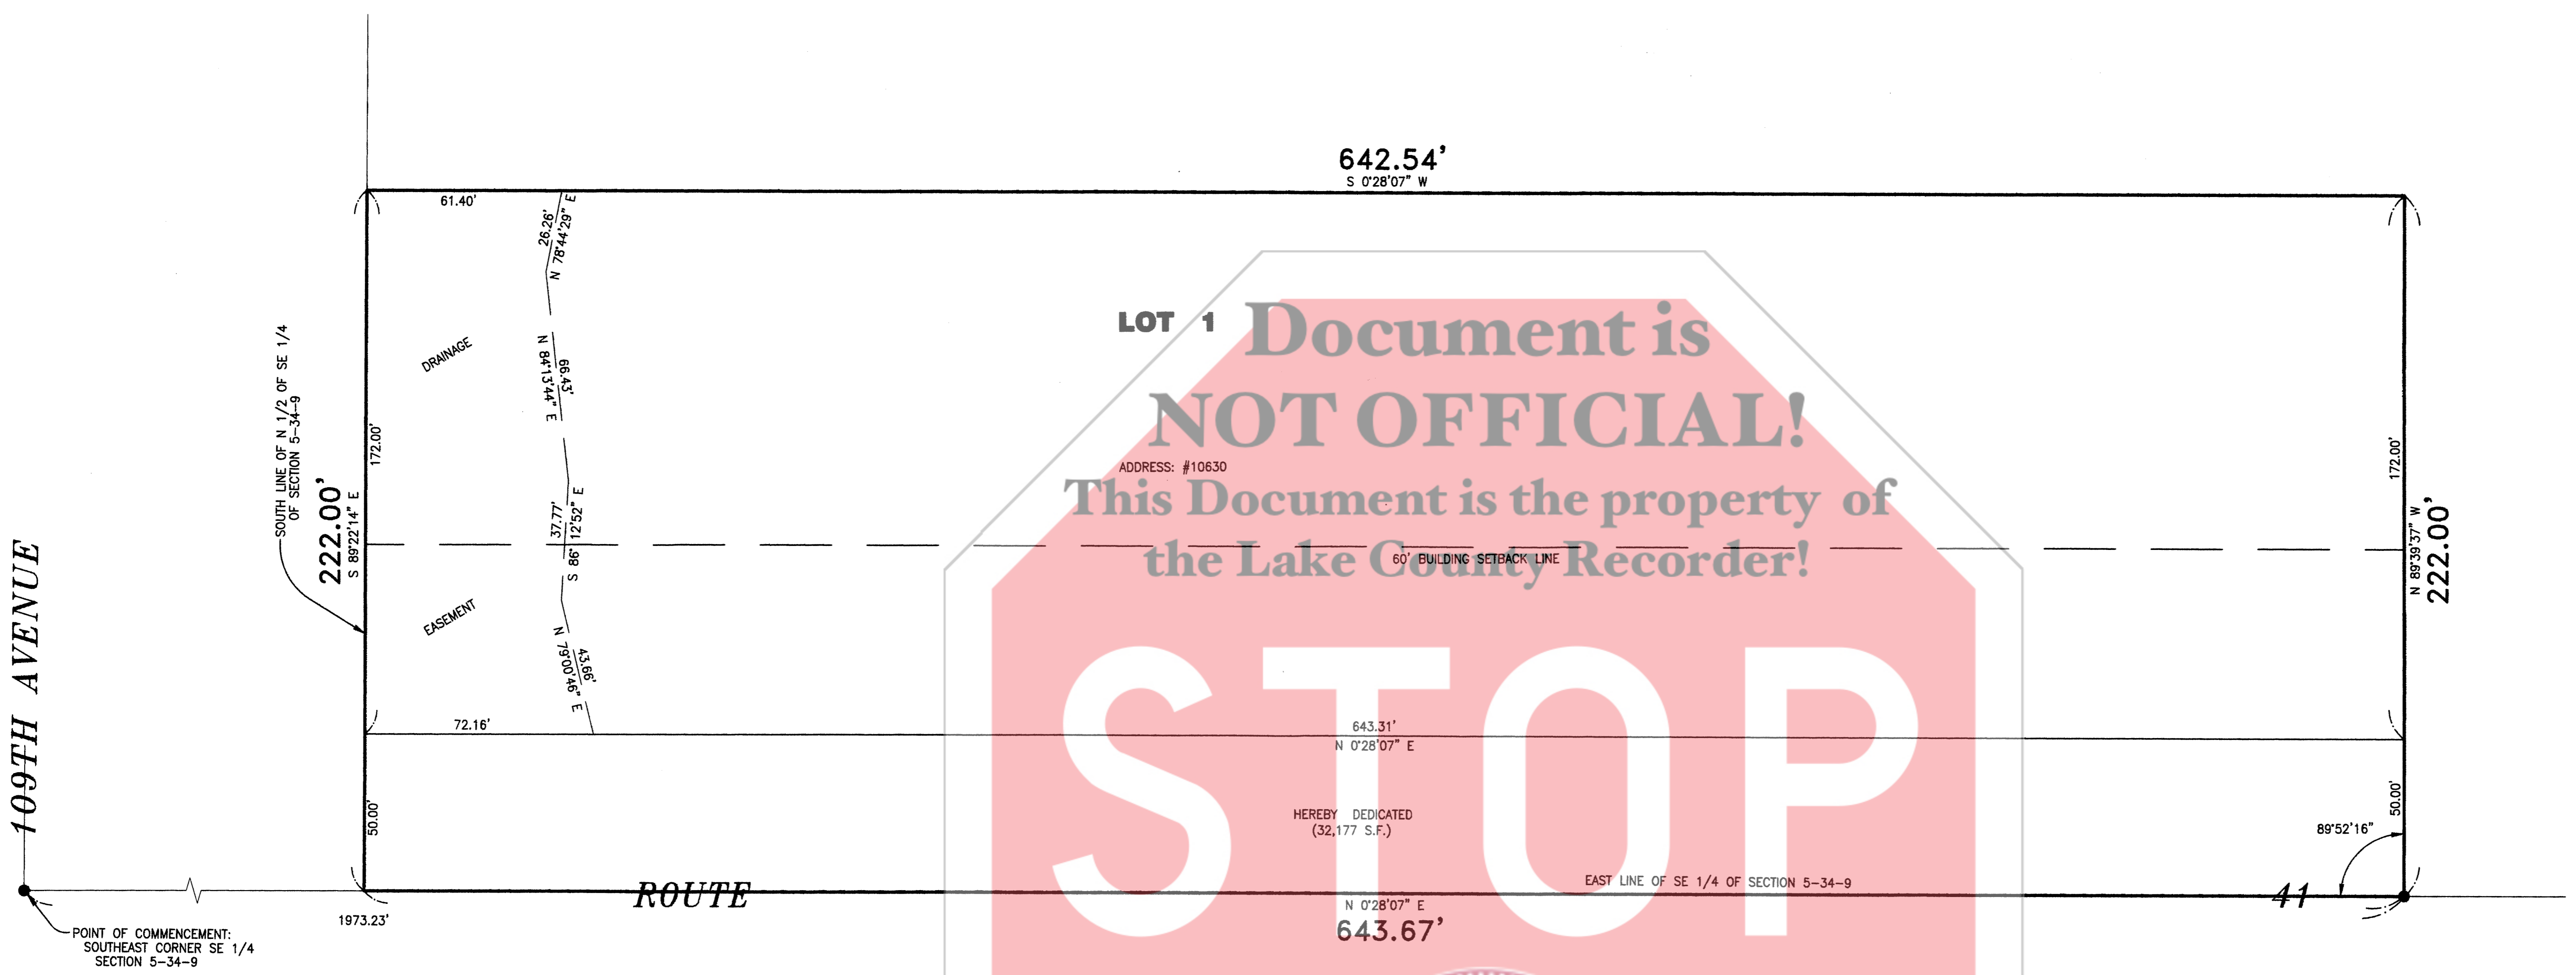 642.54'
S 0°28'07" W
61.40'
26.26'
N 78°44'29" E
LOT 1
Document is
NOT OFFICIAL!
This Document is the property of
the Lake County Recorder!
STOP
DRAINAGE
66.43'
N 84°13'44" E
SOUTH LINE OF N 1/2 OF SE 1/4
OF SECTION 5-34-9
172.00'
172.00'
ADDRESS: #10630
222.00'
S 89°22'14" E
37.77'
S 86°12'52" E
60' BUILDING SETBACK LINE
N 89°39'37" W
222.00'
109TH AVENUE
EASEMENT
43.66'
N 79°00'46" E
72.16'
643.31'
N 0°28'07" E
50.00'
HEREBY DEDICATED
(32,177 S.F.)
50.00'
89°52'16"
ROUTE
EAST LINE OF SE 1/4 OF SECTION 5-34-9
41
N 0°28'07" E
643.67'
1973.23'
POINT OF COMMENCEMENT:
SOUTHEAST CORNER SE 1/4
SECTION 5-34-9